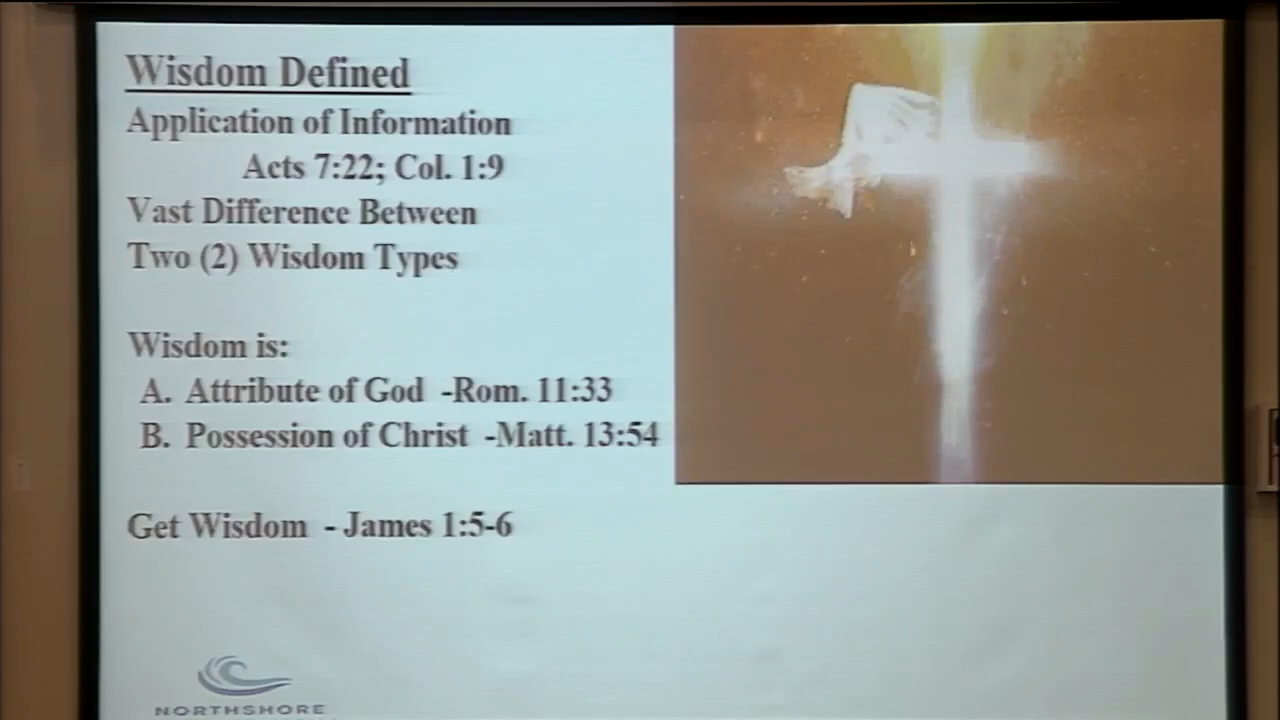 Wisdom Defined
Application of Information
Acts 7:22; Col. 1:9
Vast Difference Between
Two (2) Wisdom Types
Wisdom is:
A. Attribute of God -Rom. 11:33
B. Possession of Christ -Matt. 13:54
Get Wisdom - James 1:5-6
NORTHSHORE